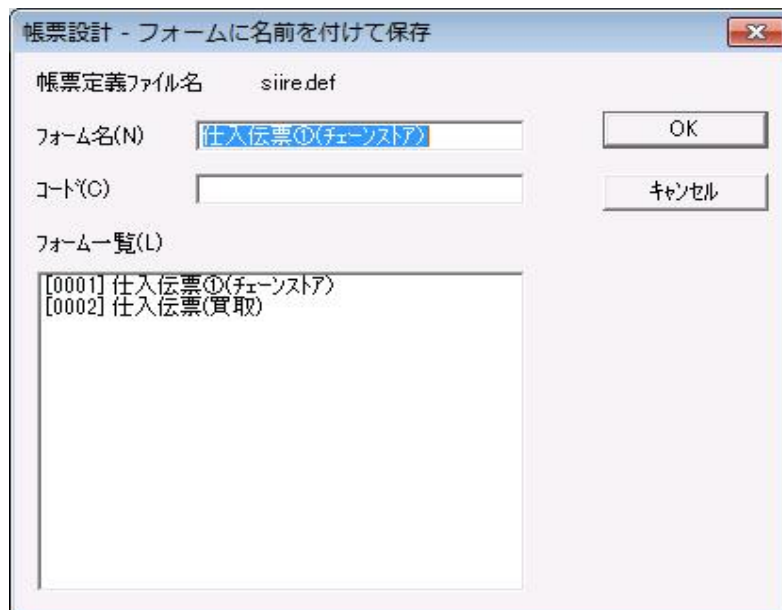 帳票設計 - フォームに名前を付けて保存
帳票定義ﾌｧｲﾙ名 siire.def
ﾌｫｰﾑ名(N) 仕入伝票①(ﾁｪｰﾝｽﾄｱ)
OK
ｺｰﾄﾞ(C)
ｷｬﾝｾﾙ
ﾌｫｰﾑ一覧(L)
[0001] 仕入伝票①(ﾁｪｰﾝｽﾄｱ)
[0002] 仕入伝票(買取)